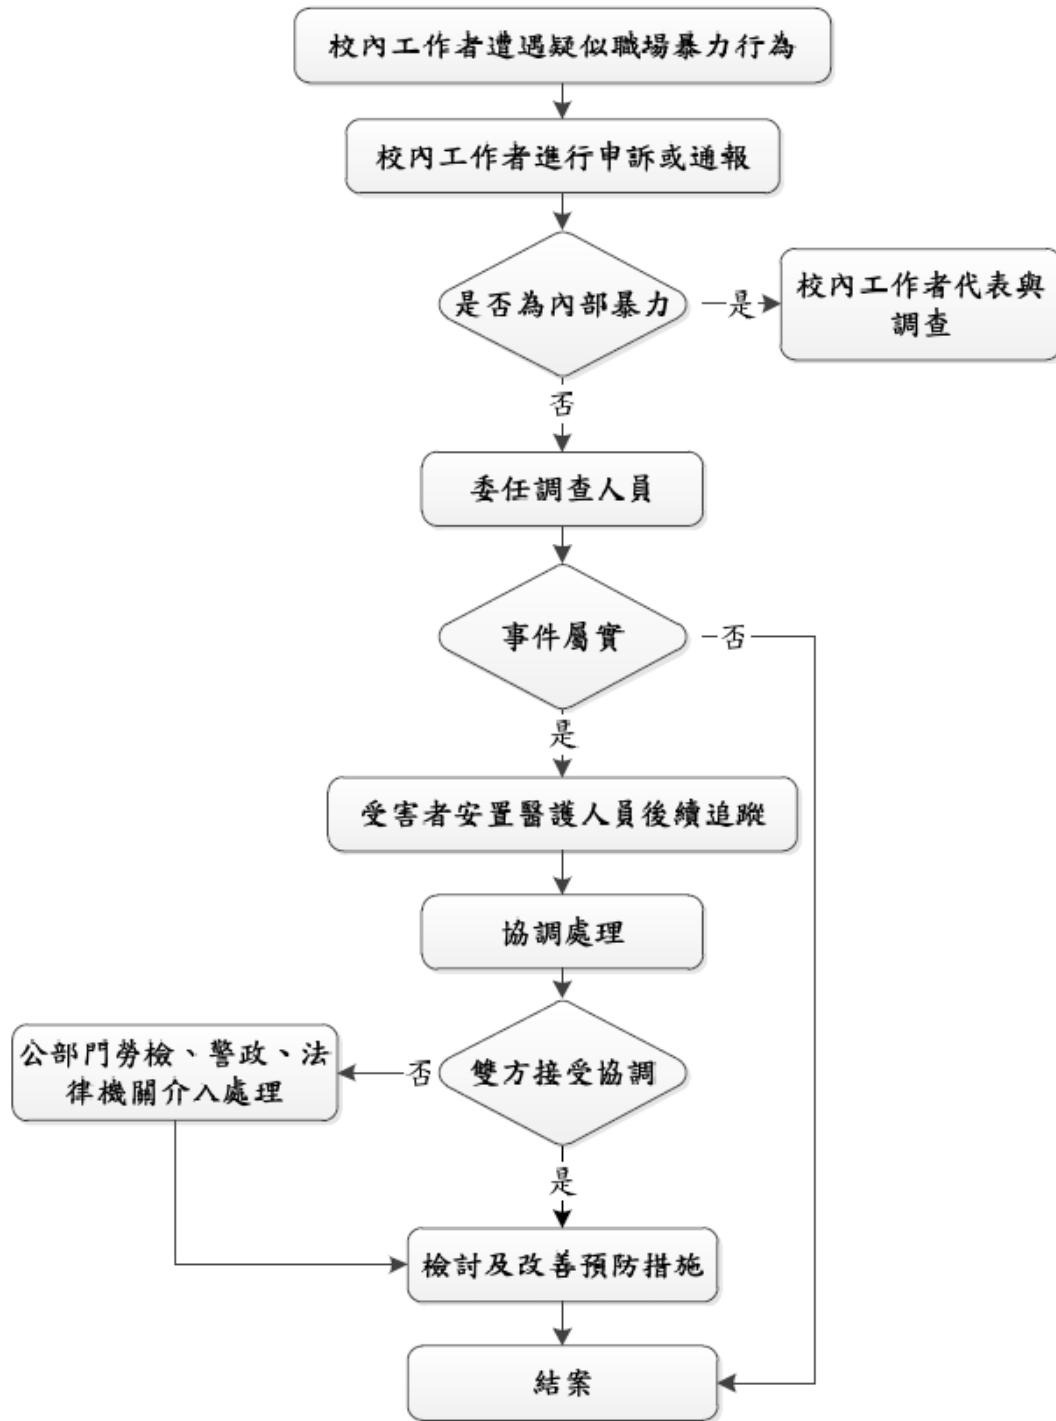 校內工作者遭遇疑似職場暴力行為
校內工作者進行申訴或通報
是否為內部暴力
是
校內工作者代表與
調查
否
委任調查人員
事件屬實
否
是
受害者安置醫護人員後續追蹤
協調處理
公部門勞檢、警政、法
律機關介入處理
否
雙方接受協調
是
檢討及改善預防措施
結案